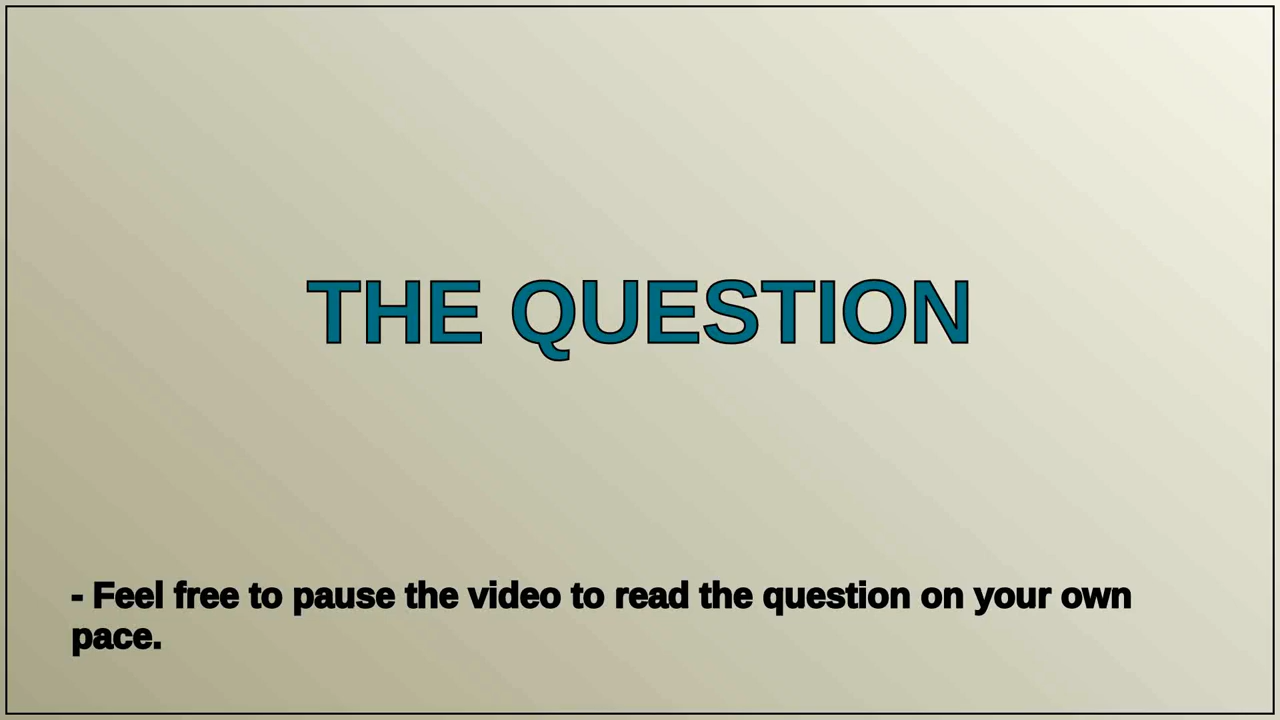 THE QUESTION
- Feel free to pause the video to read the question on your own
pace.